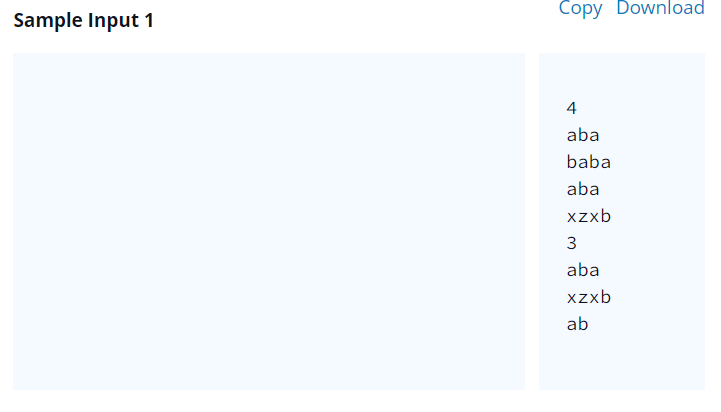 Sample Input 1
Copy Download
4
aba
baba
aba
xzxb
3
aba
xzxb
ab